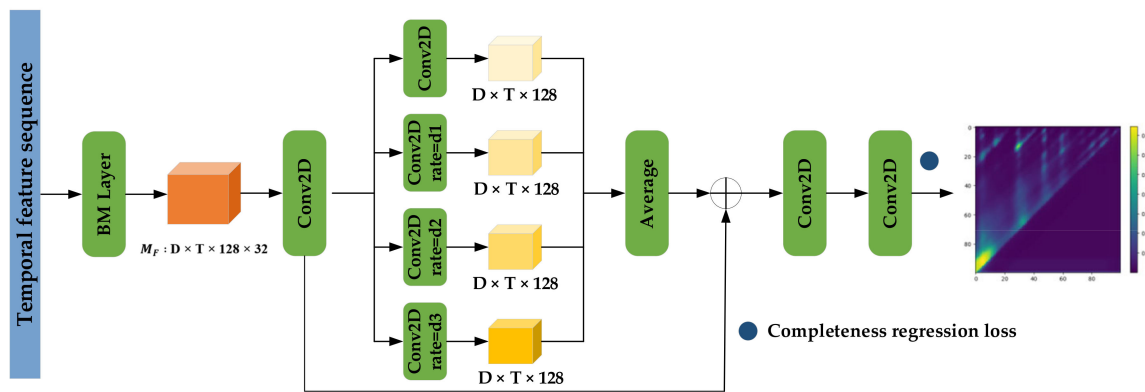 Temporal feature sequence
BM Layer
M_F : D × T × 128 × 32
Conv2D
Conv2D
D × T × 128
Conv2D
rate=d1
D × T × 128
Conv2D
rate=d2
D × T × 128
Conv2D
rate=d3
D × T × 128
Average
Conv2D
Conv2D
Completeness regression loss
0
20
40
60
80
0
20
40
60
80